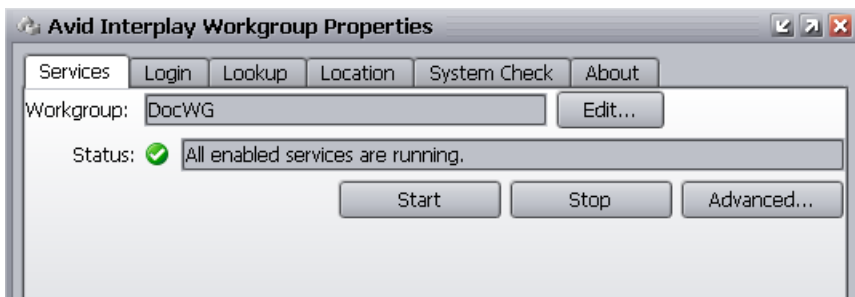 Avid Interplay Workgroup Properties
Services Login Lookup Location System Check About
Workgroup: DocWG Edit...
Status: All enabled services are running.
Start Stop Advanced...